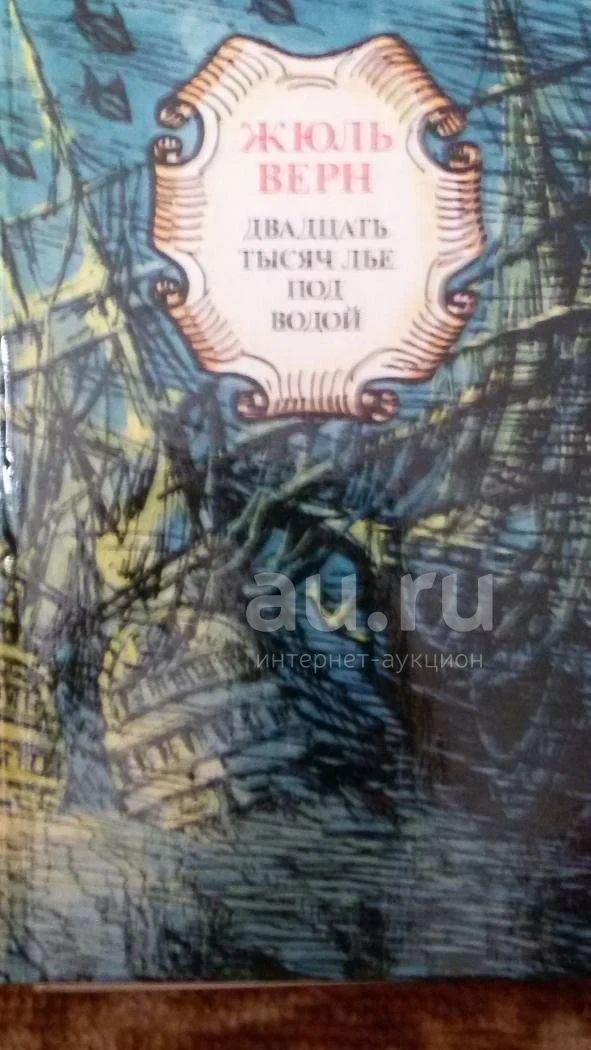 ЖЮЛЬ
ВЕРН
ДВАДЦАТЬ
ТЫСЯЧ ЛЬЕ
ПОД
ВОДОЙ
au.ru
интернет-аукцион